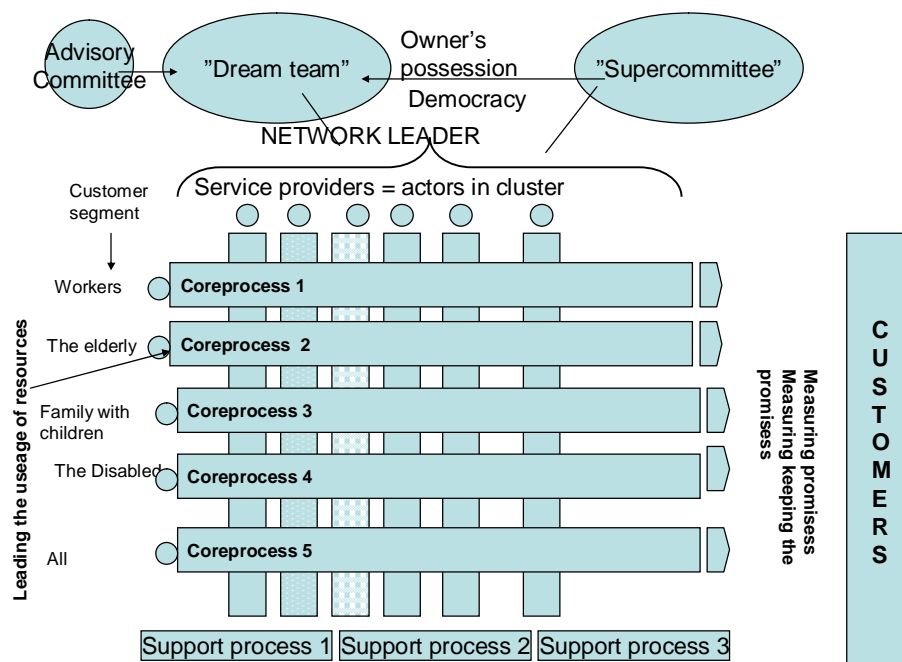 Advisory
Committee
"Dream team"
Owner's
possession
Democracy
"Supercommittee"
NETWORK LEADER
Service providers = actors in cluster
Customer
segment
Workers
Coreprocess 1
The elderly
Coreprocess 2
Family with
children
Coreprocess 3
The Disabled
Coreprocess 4
All
Coreprocess 5
Leading the useage of resources
Measuring promisess
Measuring keeping the
promisess
CUSTOMERS
Support process 1
Support process 2
Support process 3